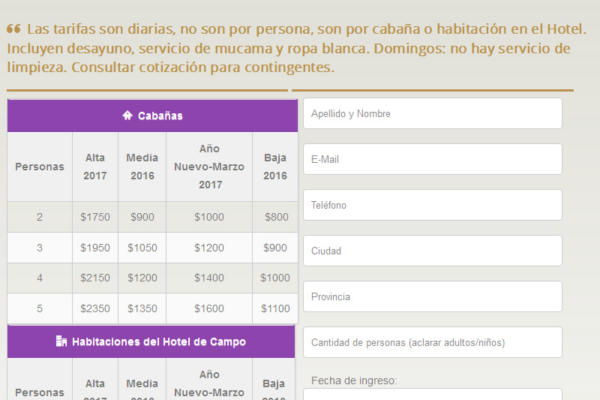 “ Las tarifas son diarias, no son por persona, son por cabaña o habitación en el Hotel.
Incluyen desayuno, servicio de mucama y ropa blanca. Domingos: no hay servicio de
limpieza. Consultar cotización para contingentes.
Cabañas
Personas Alta 2017 Media 2016 Año Nuevo-Marzo 2017 Baja 2016
2 $1750 $900 $1000 $800
3 $1950 $1050 $1200 $900
4 $2150 $1200 $1400 $1000
5 $2350 $1350 $1600 $1100
Habitaciones del Hotel de Campo
Personas Alta Media Año Nuevo-Marzo Baja
Apellido y Nombre
E-Mail
Teléfono
Ciudad
Provincia
Cantidad de personas (aclarar adultos/niños)
Fecha de ingreso: